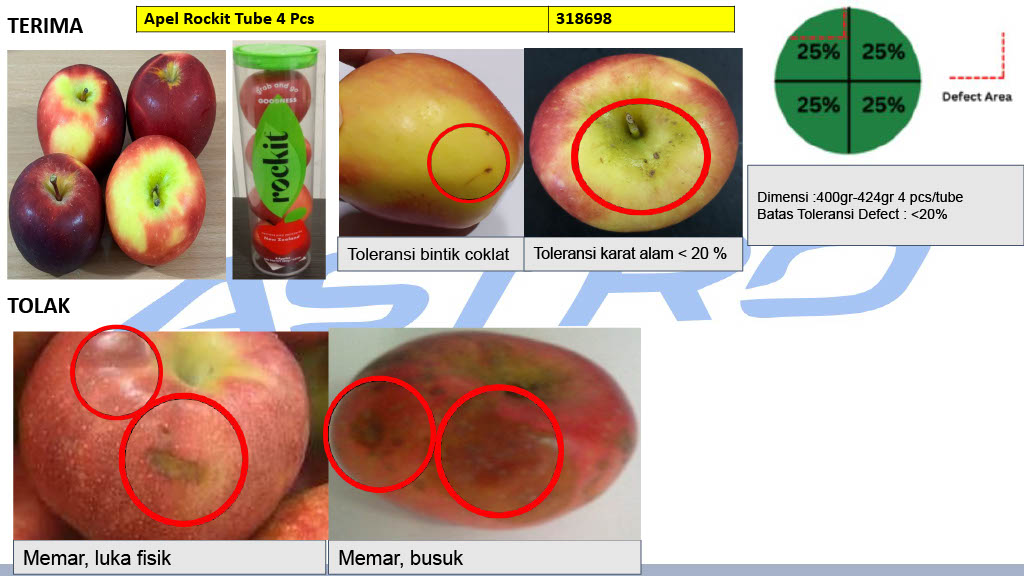 TERIMA
Apel Rockit Tube 4 Pcs
318698
grab and go
GOODNESS
rockit
New Zealand
Toleransi bintik coklat
Toleransi karat alam < 20 %
25%
25%
25%
25%
Defect Area
Dimensi :400gr-424gr 4 pcs/tube
Batas Toleransi Defect : <20%
ASTRO
TOLAK
Memar, luka fisik
Memar, busuk